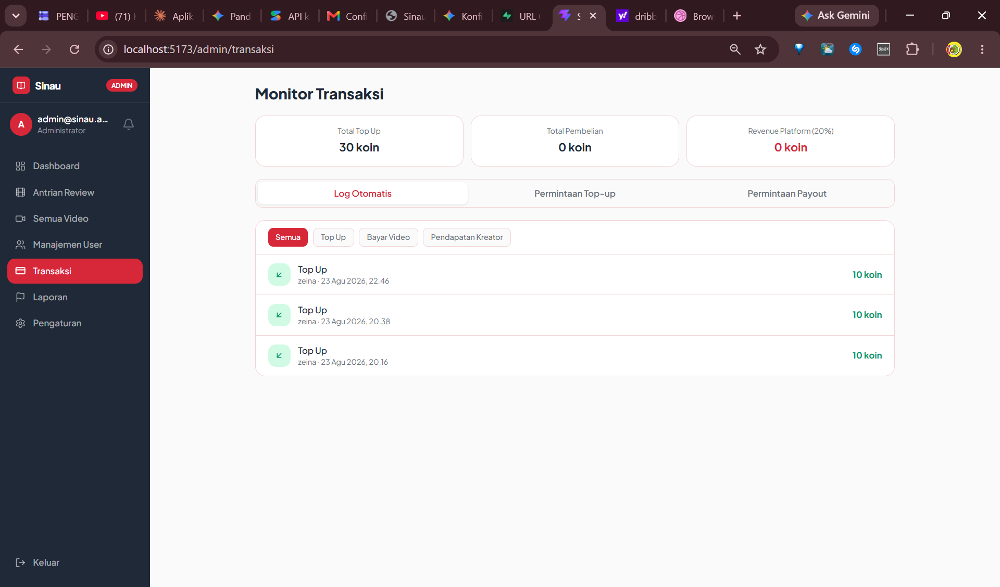 PENG
(71)
Aplik
Pand
API k
Conf
Sinau
Konfi
URL
S
dribb
Brow
Ask Gemini
localhost:5173/admin/transaksi
Sinau
ADMIN
A
admin@sinau.a...
Administrator
Dashboard
Antrian Review
Semua Video
Manajemen User
Transaksi
Laporan
Pengaturan
Keluar
Monitor Transaksi
Total Top Up
30 koin
Total Pembelian
0 koin
Revenue Platform (20%)
0 koin
Log Otomatis
Permintaan Top-up
Permintaan Payout
Semua
Top Up
Bayar Video
Pendapatan Kreator
Top Up
zeina · 23 Agu 2026, 22.46
10 koin
Top Up
zeina · 23 Agu 2026, 20.38
10 koin
Top Up
zeina · 23 Agu 2026, 20.16
10 koin